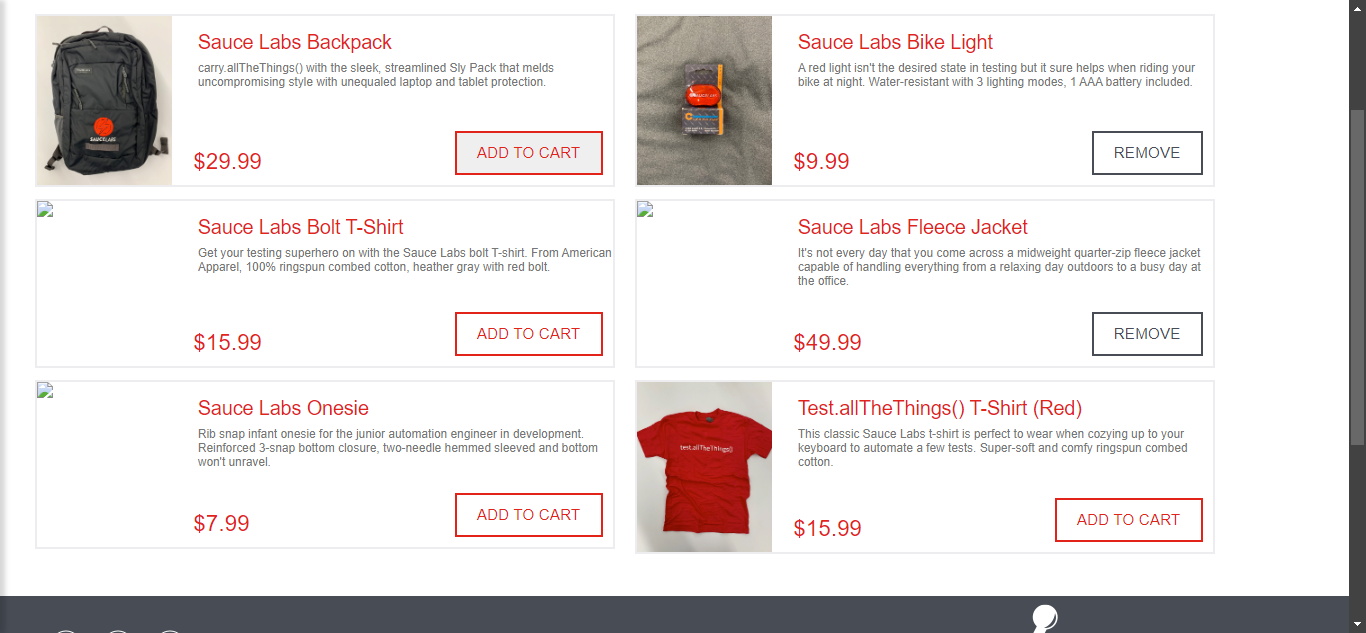 Sauce Labs Backpack
carry.allTheThings() with the sleek, streamlined Sly Pack that melds
uncompromising style with unequaled laptop and tablet protection.
$29.99
ADD TO CART
SAUCELABS
Sauce Labs Bike Light
A red light isn't the desired state in testing but it sure helps when riding your
bike at night. Water-resistant with 3 lighting modes, 1 AAA battery included.
$9.99
REMOVE
SAUCELABS
Sauce Labs Bolt T-Shirt
Get your testing superhero on with the Sauce Labs bolt T-shirt. From American
Apparel, 100% ringspun combed cotton, heather gray with red bolt.
$15.99
ADD TO CART
Sauce Labs Fleece Jacket
It's not every day that you come across a midweight quarter-zip fleece jacket
capable of handling everything from a relaxing day outdoors to a busy day at
the office.
$49.99
REMOVE
Sauce Labs Onesie
Rib snap infant onesie for the junior automation engineer in development.
Reinforced 3-snap bottom closure, two-needle hemmed sleeved and bottom
won't unravel.
$7.99
ADD TO CART
Test.allTheThings() T-Shirt (Red)
This classic Sauce Labs t-shirt is perfect to wear when cozying up to your
keyboard to automate a few tests. Super-soft and comfy ringspun combed
cotton.
$15.99
ADD TO CART
test.allTheThings()